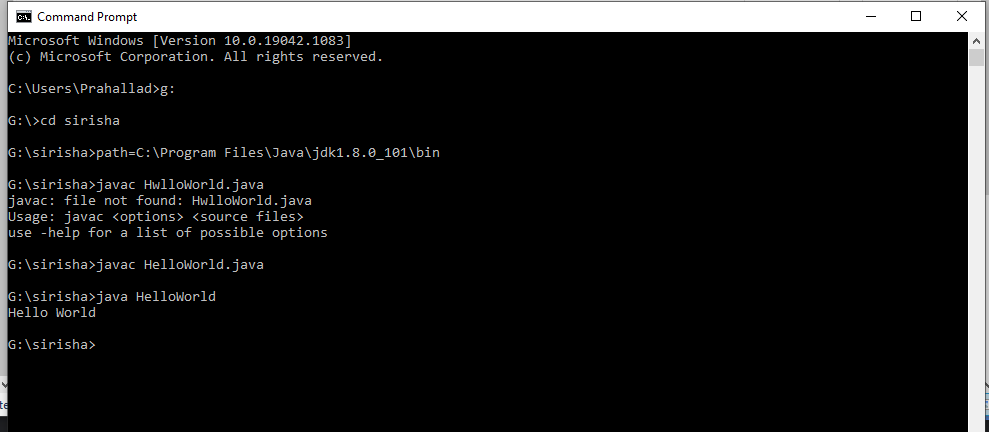 Command Prompt
Microsoft Windows [Version 10.0.19042.1083]
(c) Microsoft Corporation. All rights reserved.
C:\Users\Prahallad>g:
G:\>cd sirisha
G:\sirisha>path=C:\Program Files\Java\jdk1.8.0_101\bin
G:\sirisha>javac HwlloWorld.java
javac: file not found: HwlloWorld.java
Usage: javac <options> <source files>
use -help for a list of possible options
G:\sirisha>javac HelloWorld.java
G:\sirisha>java HelloWorld
Hello World
G:\sirisha>